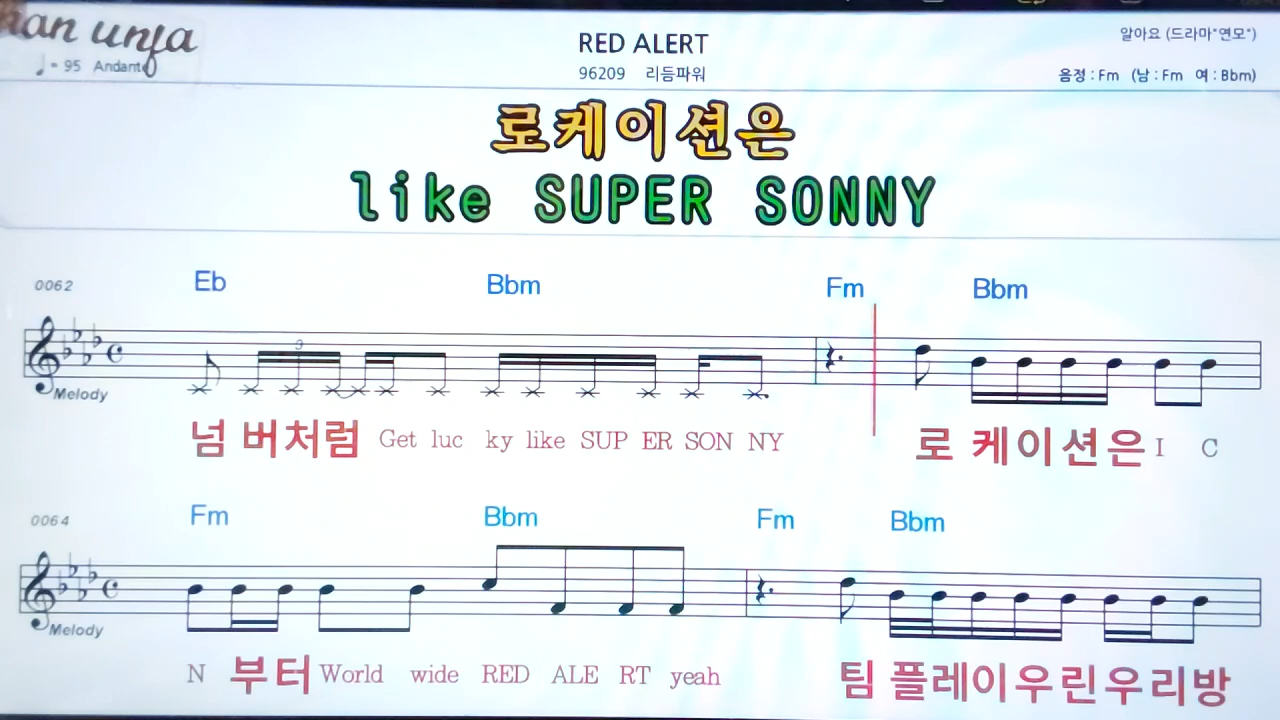 RED ALERT
알아요 (드라마"연모")
♩= 95 Andante
96209 리듬파워
음정 : Fm (남 : Fm 여 : Bbm)
로케이션은
like SUPER SONNY
0062 Eb Bbm Fm Bbm
3
Melody
넘 버처럼 Get luc ky like SUP ER SON NY 로 케이션은 I C
0064 Fm Bbm Fm Bbm
Melody
N 부터 World wide RED ALE RT yeah 팀 플레이우린우리방